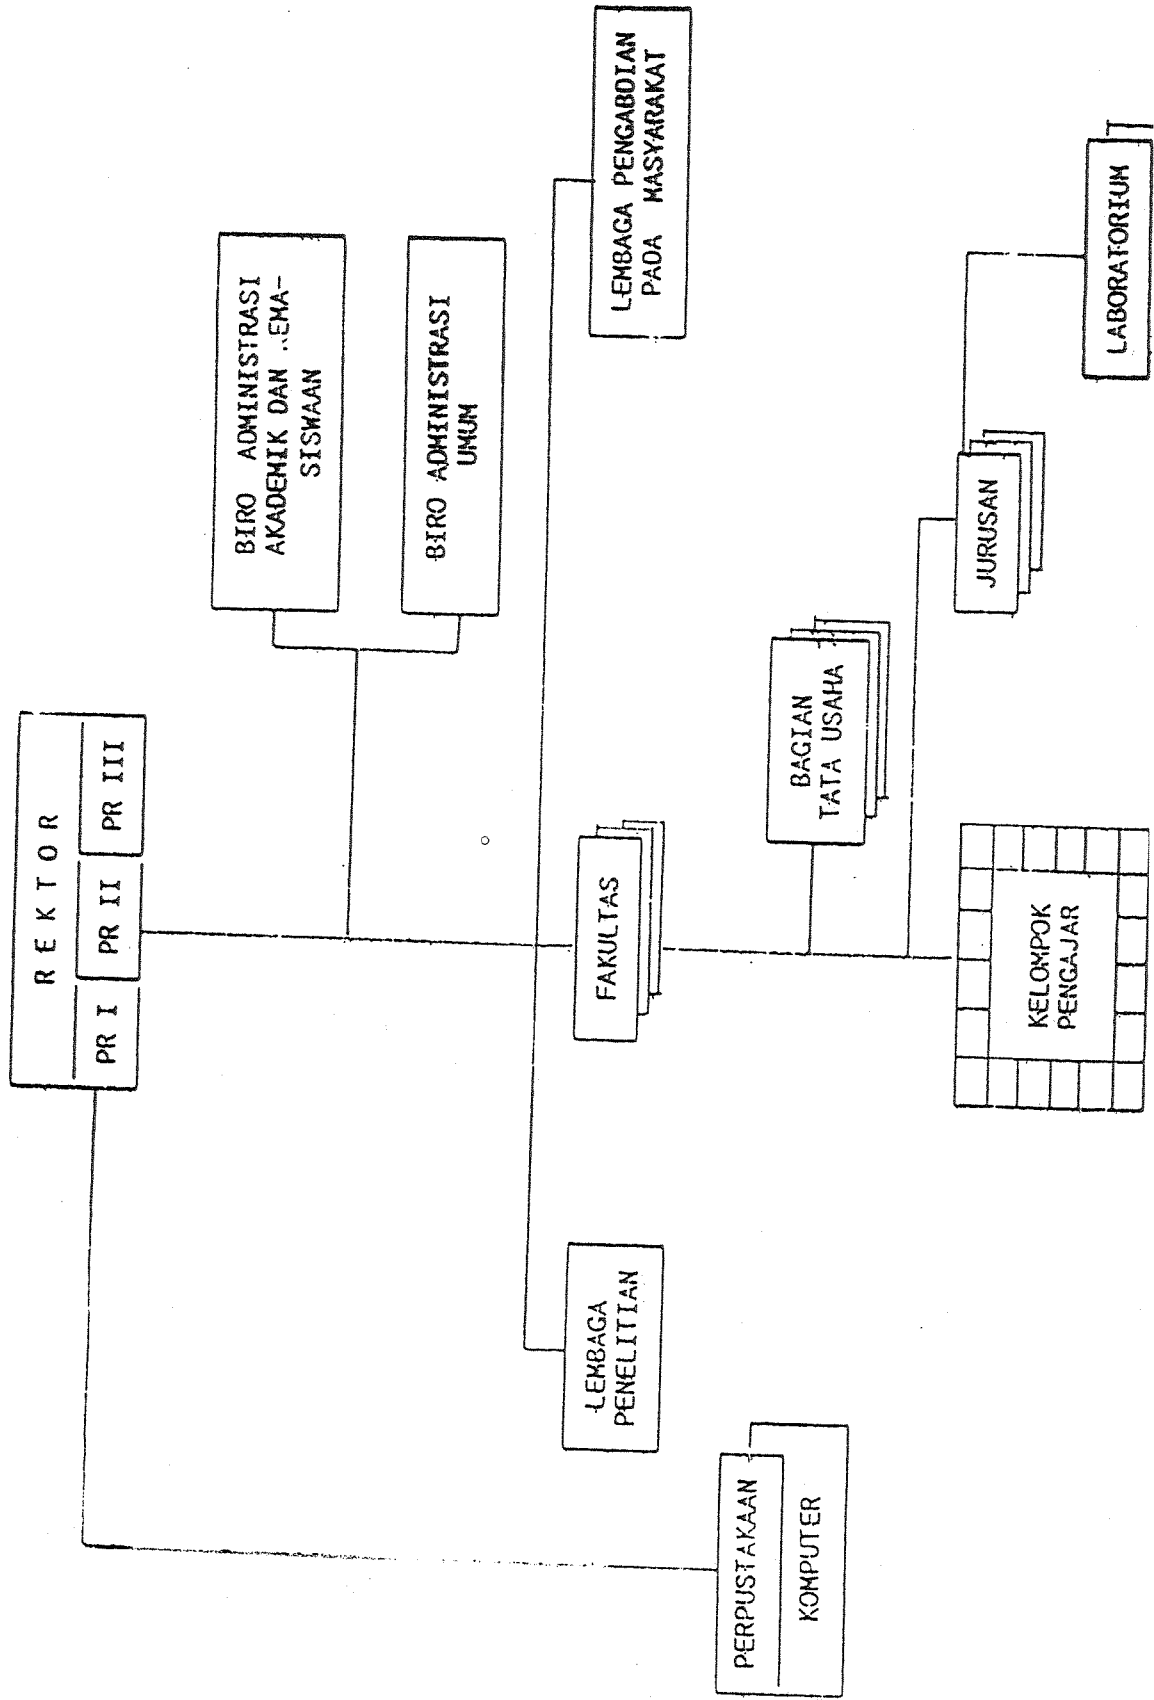 R E K T O R
PR I
PR II
PR III
BIRO ADMINISTRASI
AKADEMIK DAN .EMA-
SISWAAN
BIRO ADMINISTRASI
UMUM
LEMBAGA PENELITIAN
FAKULTAS
LEMBAGA PENGABDIAN
PADA MASYARAKAT
PERPUSTAKAAN
KOMPUTER
BAGIAN
TATA USAHA
KELOMPOK
PENGAJAR
JURUSAN
LABORATORIUM